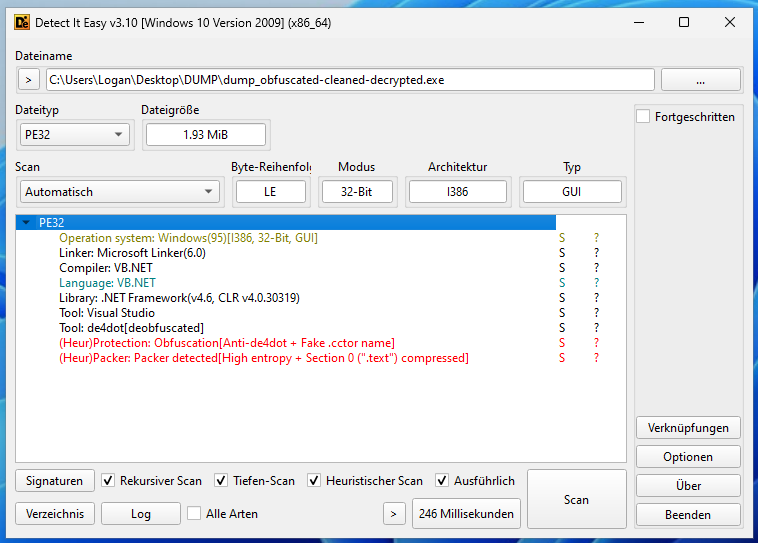 Detect It Easy v3.10 [Windows 10 Version 2009] (x86_64)
Dateiname
> C:\Users\Logan\Desktop\DUMP\dump_obfuscated-cleaned-decrypted.exe ...
Dateityp Dateigröße
PE32 1.93 MiB
Fortgeschritten
Scan Byte-Reihenfolg Modus Architektur Typ
Automatisch LE 32-Bit I386 GUI
PE32
Operation system: Windows(95)[I386, 32-Bit, GUI] S ?
Linker: Microsoft Linker(6.0) S ?
Compiler: VB.NET S ?
Language: VB.NET S ?
Library: .NET Framework(v4.6, CLR v4.0.30319) S ?
Tool: Visual Studio S ?
Tool: de4dot[deobfuscated] S ?
(Heur)Protection: Obfuscation[Anti-de4dot + Fake .cctor name] S ?
(Heur)Packer: Packer detected[High entropy + Section 0 (".text") compressed] S ?
Verknüpfungen
Optionen
Über
Beenden
Signaturen Rekursiver Scan Tiefen-Scan Heuristischer Scan Ausführlich
Scan
Verzeichnis Log Alle Arten > 246 Millisekunden